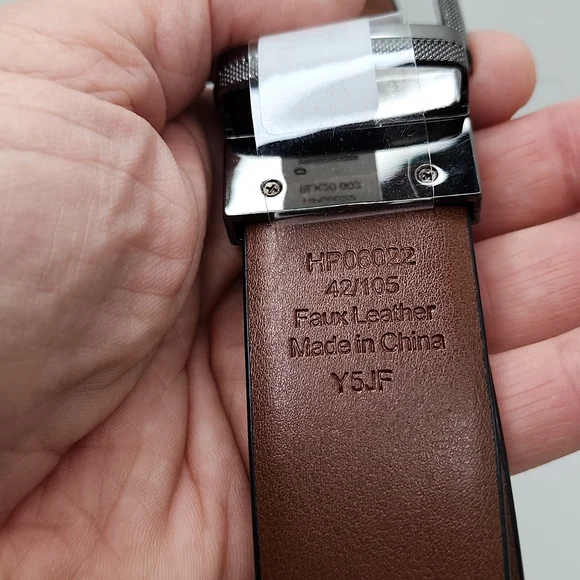 HP06022
42/105
Faux Leather
Made in China
Y5JF